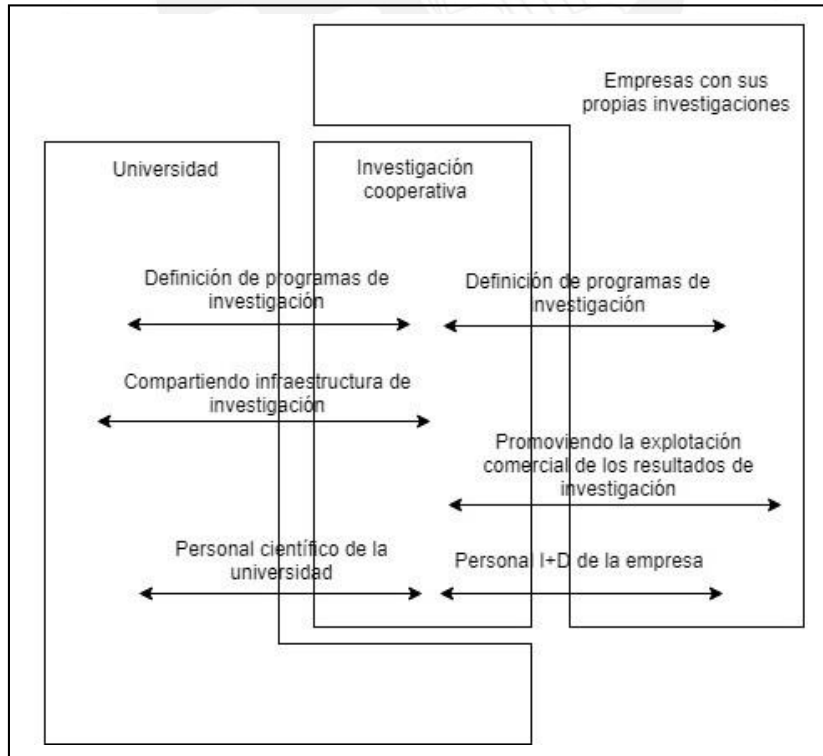 Empresas con sus
propias investigaciones
Universidad
Investigación
cooperativa
Definición de programas de
investigación
Definición de programas de
investigación
Compartiendo infraestructura de
investigación
Promoviendo la explotación
comercial de los resultados de
investigación
Personal científico de la
universidad
Personal I+D de la empresa